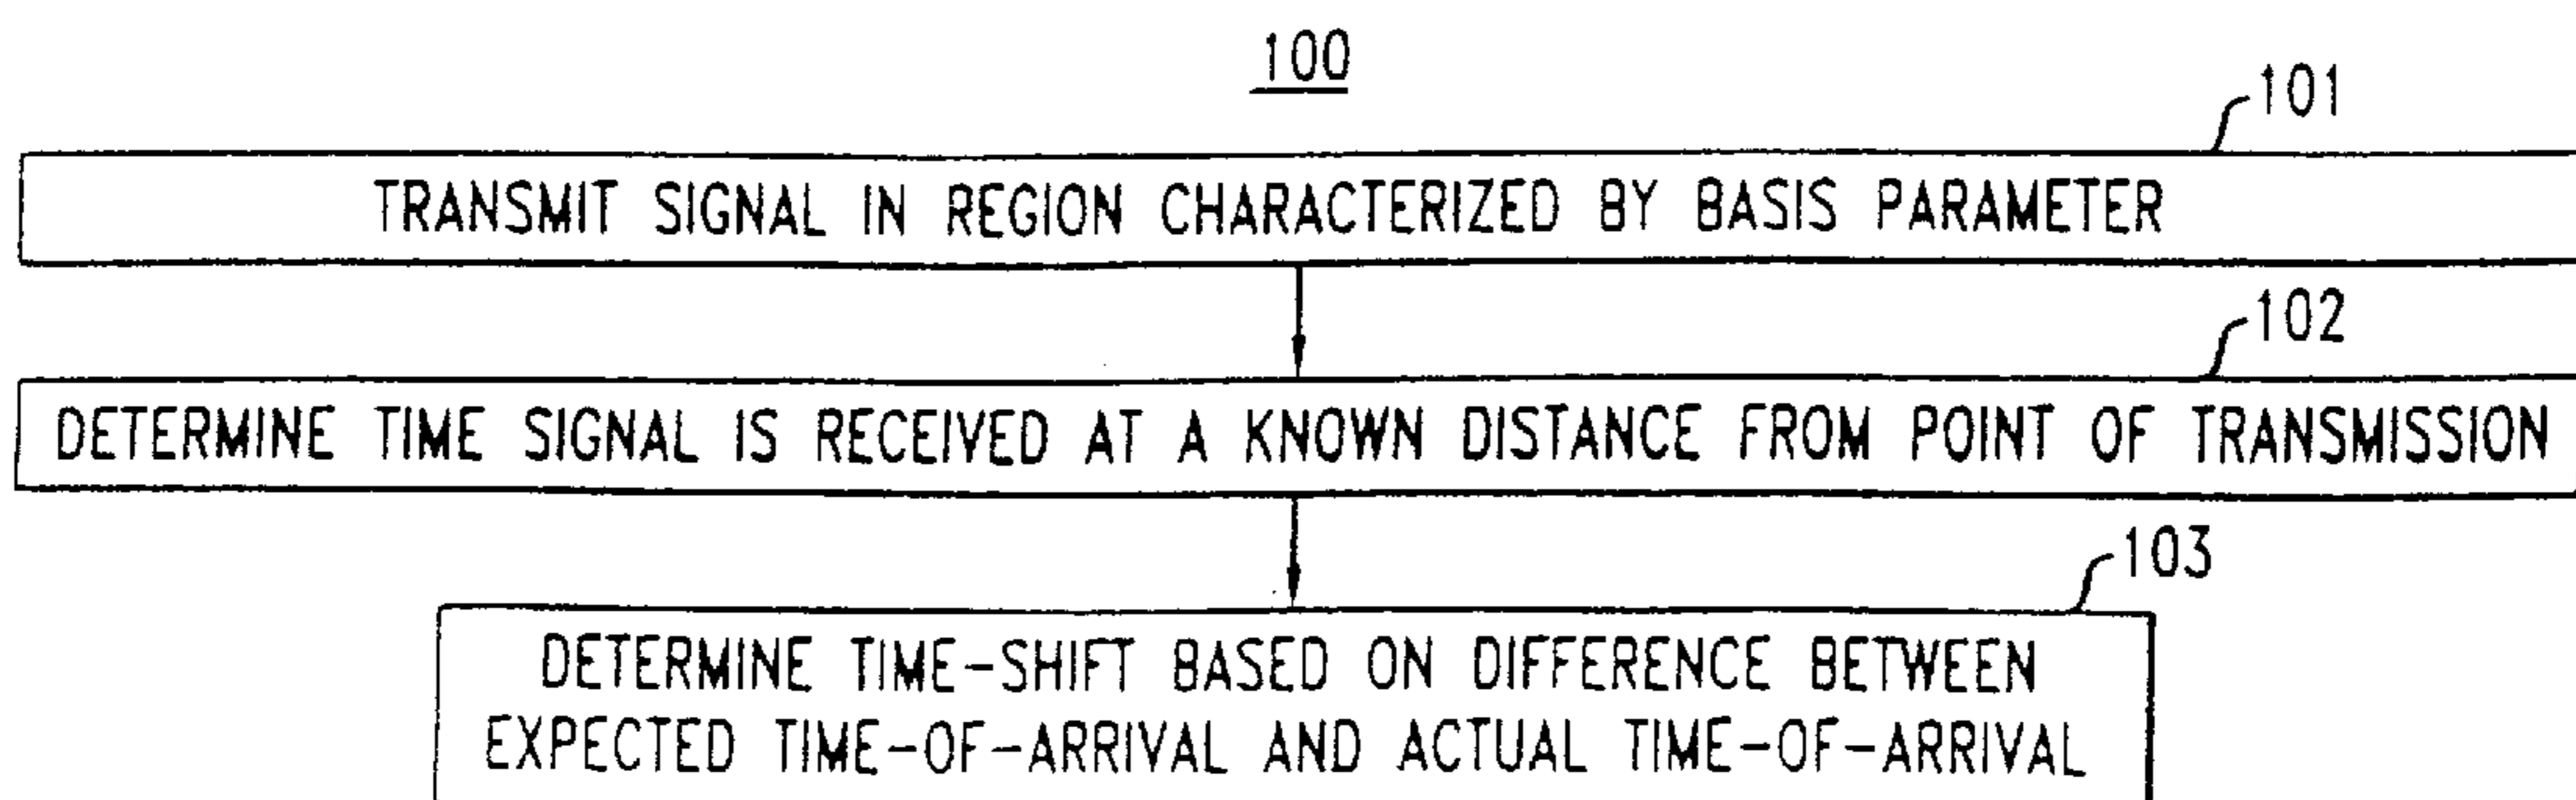 100
101
TRANSMIT SIGNAL IN REGION CHARACTERIZED BY BASIS PARAMETER
102
DETERMINE TIME SIGNAL IS RECEIVED AT A KNOWN DISTANCE FROM POINT OF TRANSMISSION
103
DETERMINE TIME-SHIFT BASED ON DIFFERENCE BETWEEN
EXPECTED TIME-OF-ARRIVAL AND ACTUAL TIME-OF-ARRIVAL